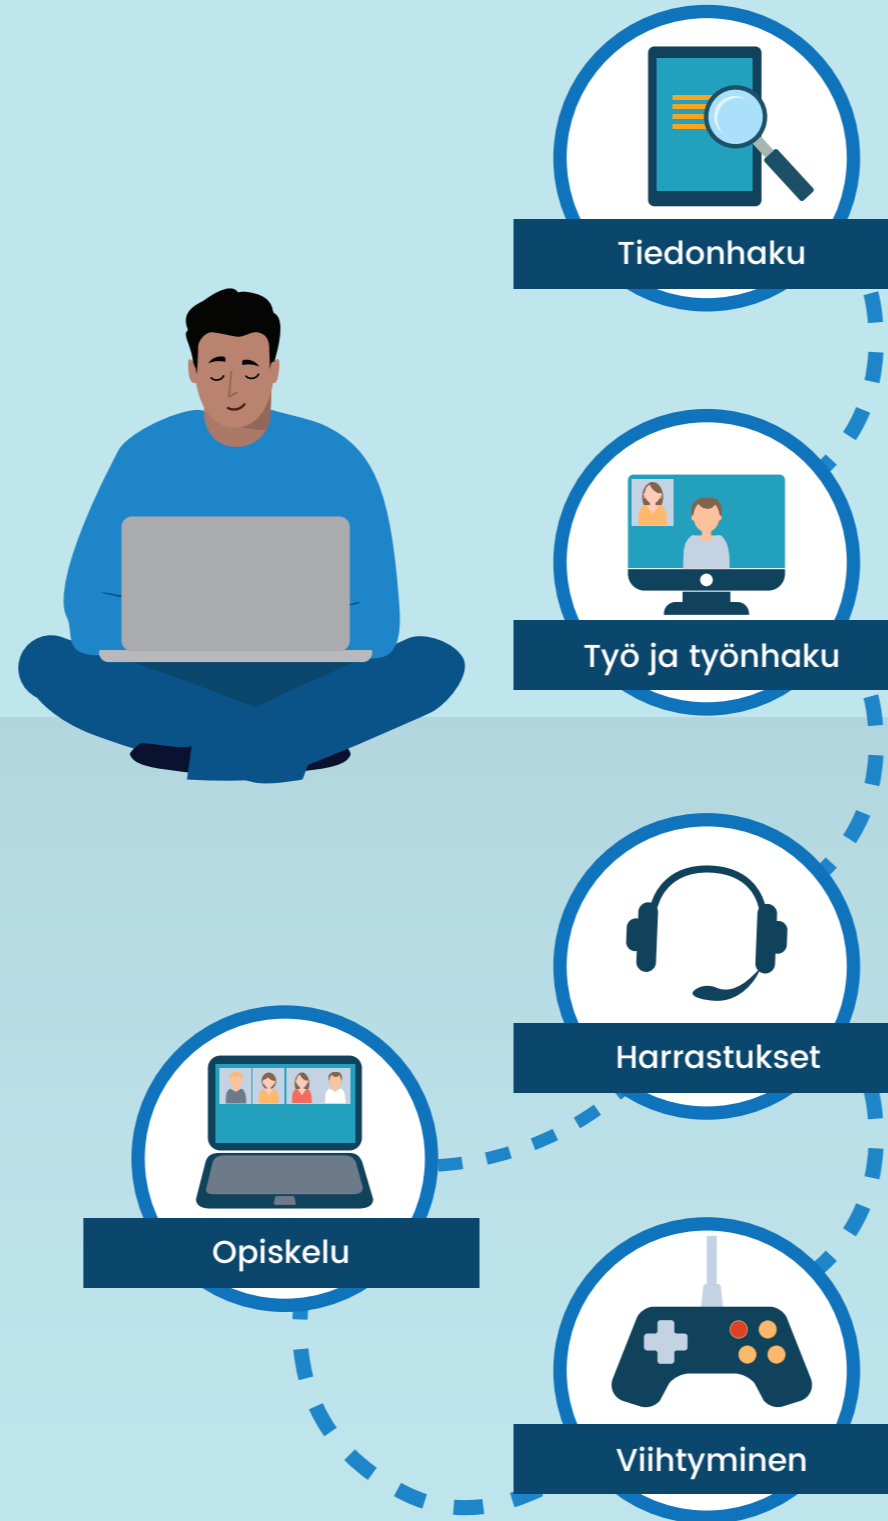 Tiedonhaku
Työ ja työnhaku
Harrastukset
Opiskelu
Viihtyminen